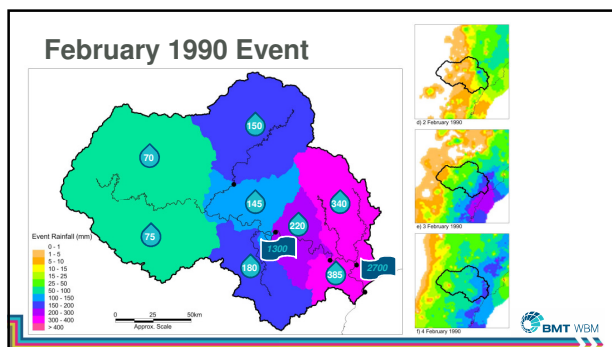 February 1990 Event
150
70
145
340
220
75
1300
180
385
2700
Event Rainfall (mm)
0 - 1
1 - 5
5 - 10
10 - 15
15 - 25
25 - 50
50 - 100
100 - 150
150 - 200
200 - 300
300 - 400
> 400
0 25 50km
Approx. Scale
d) 2 February 1990
e) 3 February 1990
f) 4 February 1990
BMT WBM